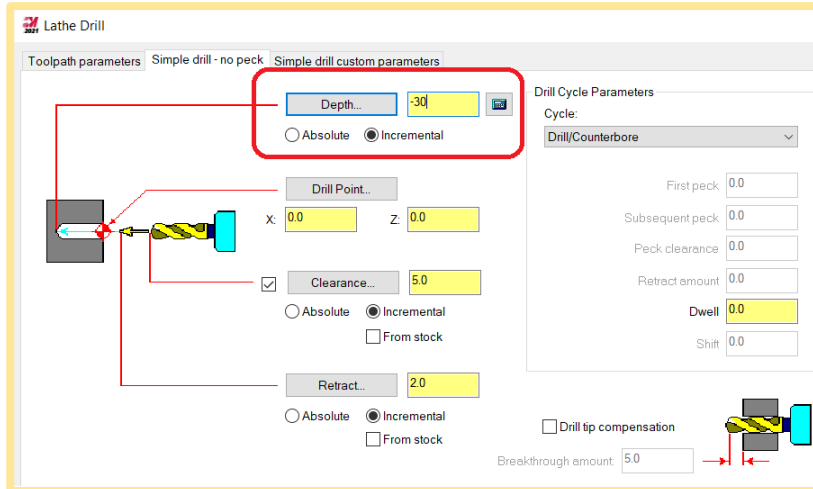 2021 Lathe Drill
Toolpath parameters Simple drill - no peck Simple drill custom parameters
Depth... -30
Absolute Incremental
Drill Point...
X: 0.0 Z: 0.0
Clearance... 5.0
Absolute Incremental
From stock
Retract... 2.0
Absolute Incremental
From stock
Drill Cycle Parameters
Cycle:
Drill/Counterbore
First peck 0.0
Subsequent peck 0.0
Peck clearance 0.0
Retract amount 0.0
Dwell 0.0
Shift 0.0
Drill tip compensation
Breakthrough amount: 5.0